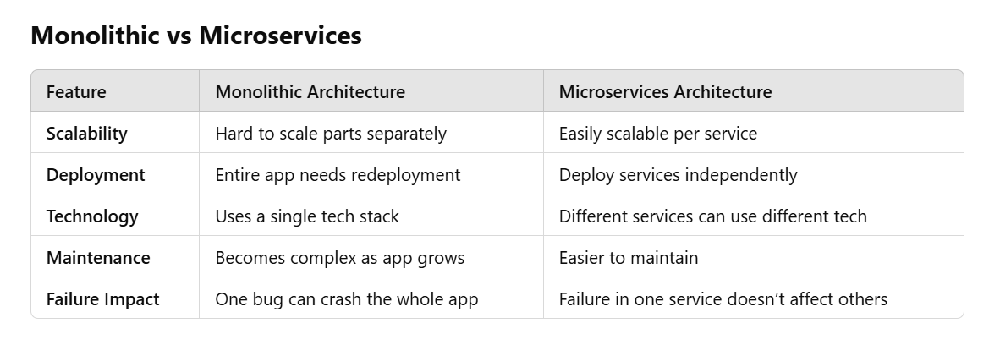 Monolithic vs Microservices
Feature Monolithic Architecture Microservices Architecture
Scalability Hard to scale parts separately Easily scalable per service
Deployment Entire app needs redeployment Deploy services independently
Technology Uses a single tech stack Different services can use different tech
Maintenance Becomes complex as app grows Easier to maintain
Failure Impact One bug can crash the whole app Failure in one service doesn’t affect others